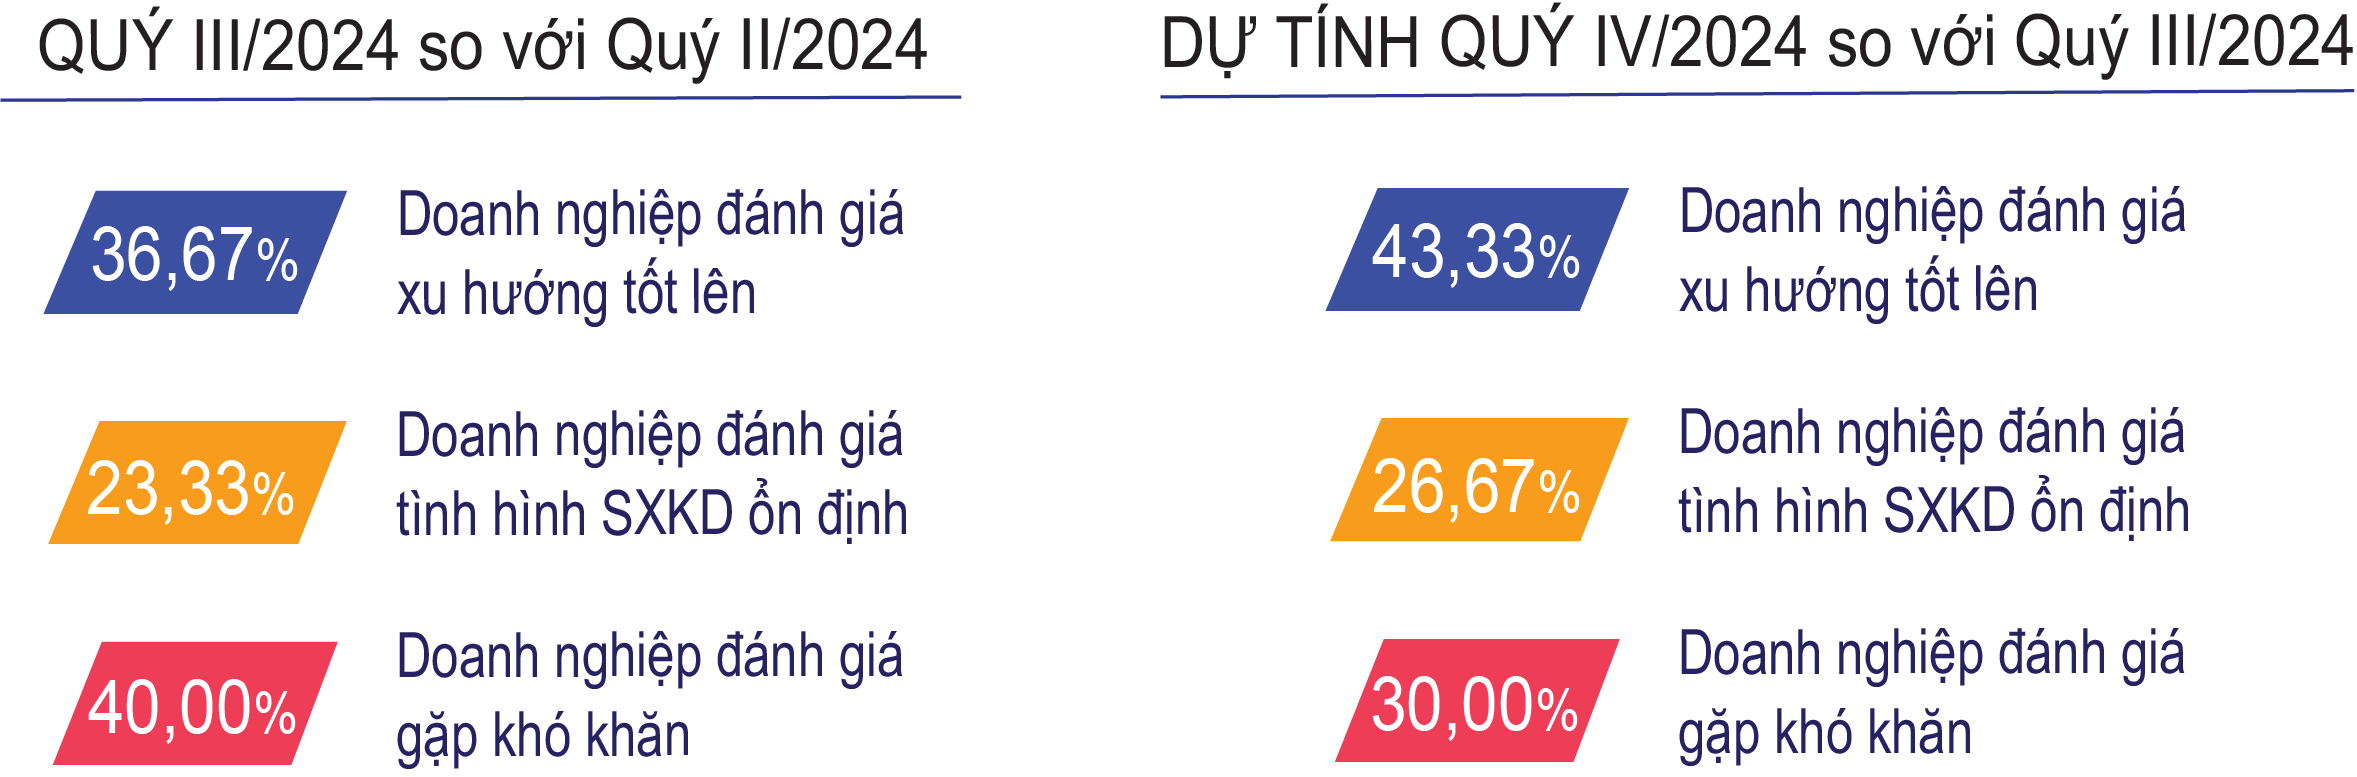 QUÝ III/2024 so với Quý II/2024
36,67%
Doanh nghiệp đánh giá
xu hướng tốt lên
23,33%
Doanh nghiệp đánh giá
tình hình SXKD ổn định
40,00%
Doanh nghiệp đánh giá
gặp khó khăn
DỰ TÍNH QUÝ IV/2024 so với Quý III/2024
43,33%
Doanh nghiệp đánh giá
xu hướng tốt lên
26,67%
Doanh nghiệp đánh giá
tình hình SXKD ổn định
30,00%
Doanh nghiệp đánh giá
gặp khó khăn